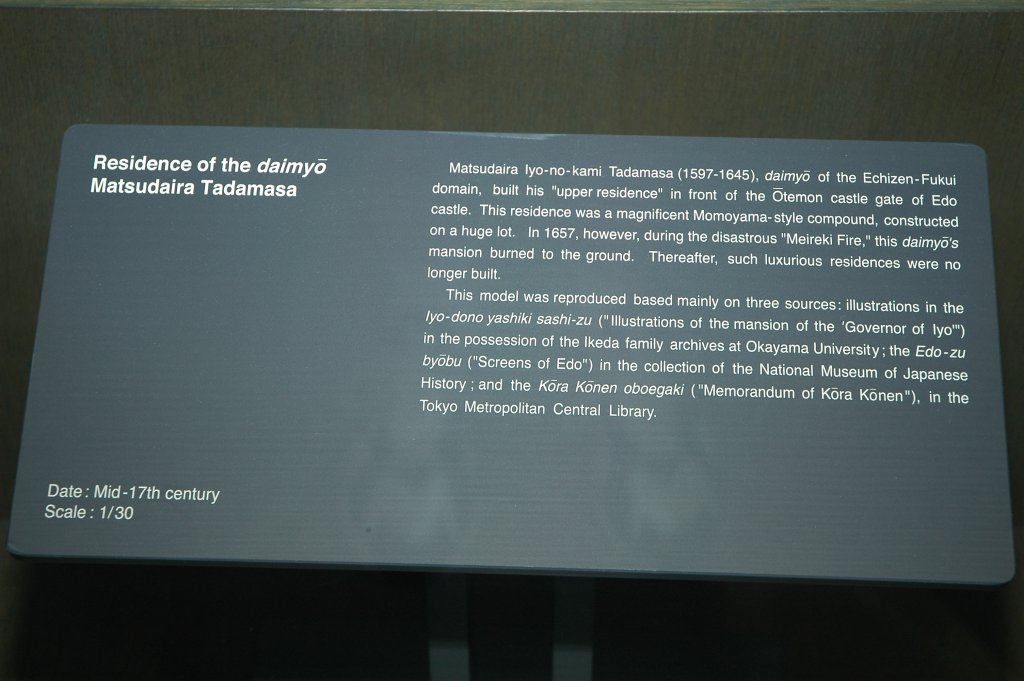 Residence of the daimyō
Matsudaira Tadamasa
Matsudaira Iyo-no-kami Tadamasa (1597-1645), daimyō of the Echizen-Fukui
domain, built his "upper residence" in front of the Ōtemon castle gate of Edo
castle. This residence was a magnificent Momoyama-style compound, constructed
on a huge lot. In 1657, however, during the disastrous "Meireki Fire," this daimyō's
mansion burned to the ground. Thereafter, such luxurious residences were no
longer built.
This model was reproduced based mainly on three sources: illustrations in the
Iyo-dono yashiki sashi-zu ("Illustrations of the mansion of the 'Governor of Iyo'")
in the possession of the Ikeda family archives at Okayama University; the Edo-zu
byōbu ("Screens of Edo") in the collection of the National Museum of Japanese
History; and the Kōra Kōnen oboegaki ("Memorandum of Kōra Kōnen"), in the
Tokyo Metropolitan Central Library.
Date: Mid-17th century
Scale: 1/30